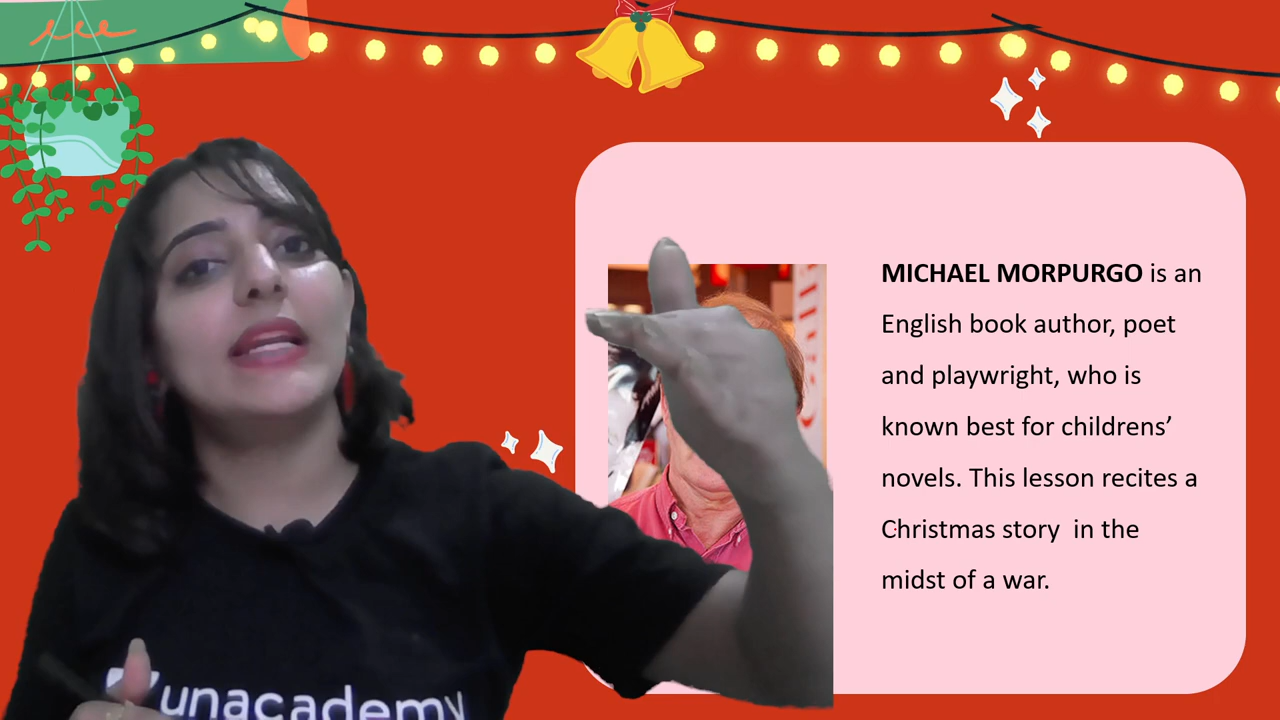 MICHAEL MORPURGO is an
English book author, poet
and playwright, who is
known best for childrens’
novels. This lesson recites a
Christmas story in the
midst of a war.
unacademy